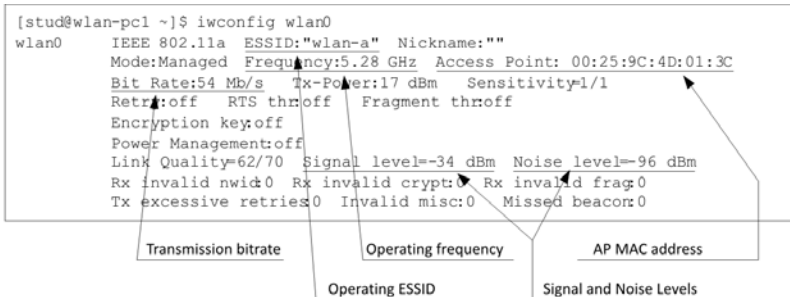 [stud@wlan-pc1 ~]$ iwconfig wlan0
wlan0 IEEE 802.11a ESSID:"wlan-a" Nickname:""
Mode:Managed Frequency:5.28 GHz Access Point: 00:25:9C:4D:01:3C
Bit Rate:54 Mb/s Tx-Power:17 dBm Sensitivity=1/1
Retry:off RTS thr:off Fragment thr:off
Encryption key:off
Power Management:off
Link Quality=62/70 Signal level=-34 dBm Noise level=-96 dBm
Rx invalid nwid:0 Rx invalid crypt:0 Rx invalid frag:0
Tx excessive retries:0 Invalid misc:0 Missed beacon:0
Transmission bitrate Operating frequency AP MAC address
Operating ESSID Signal and Noise Levels